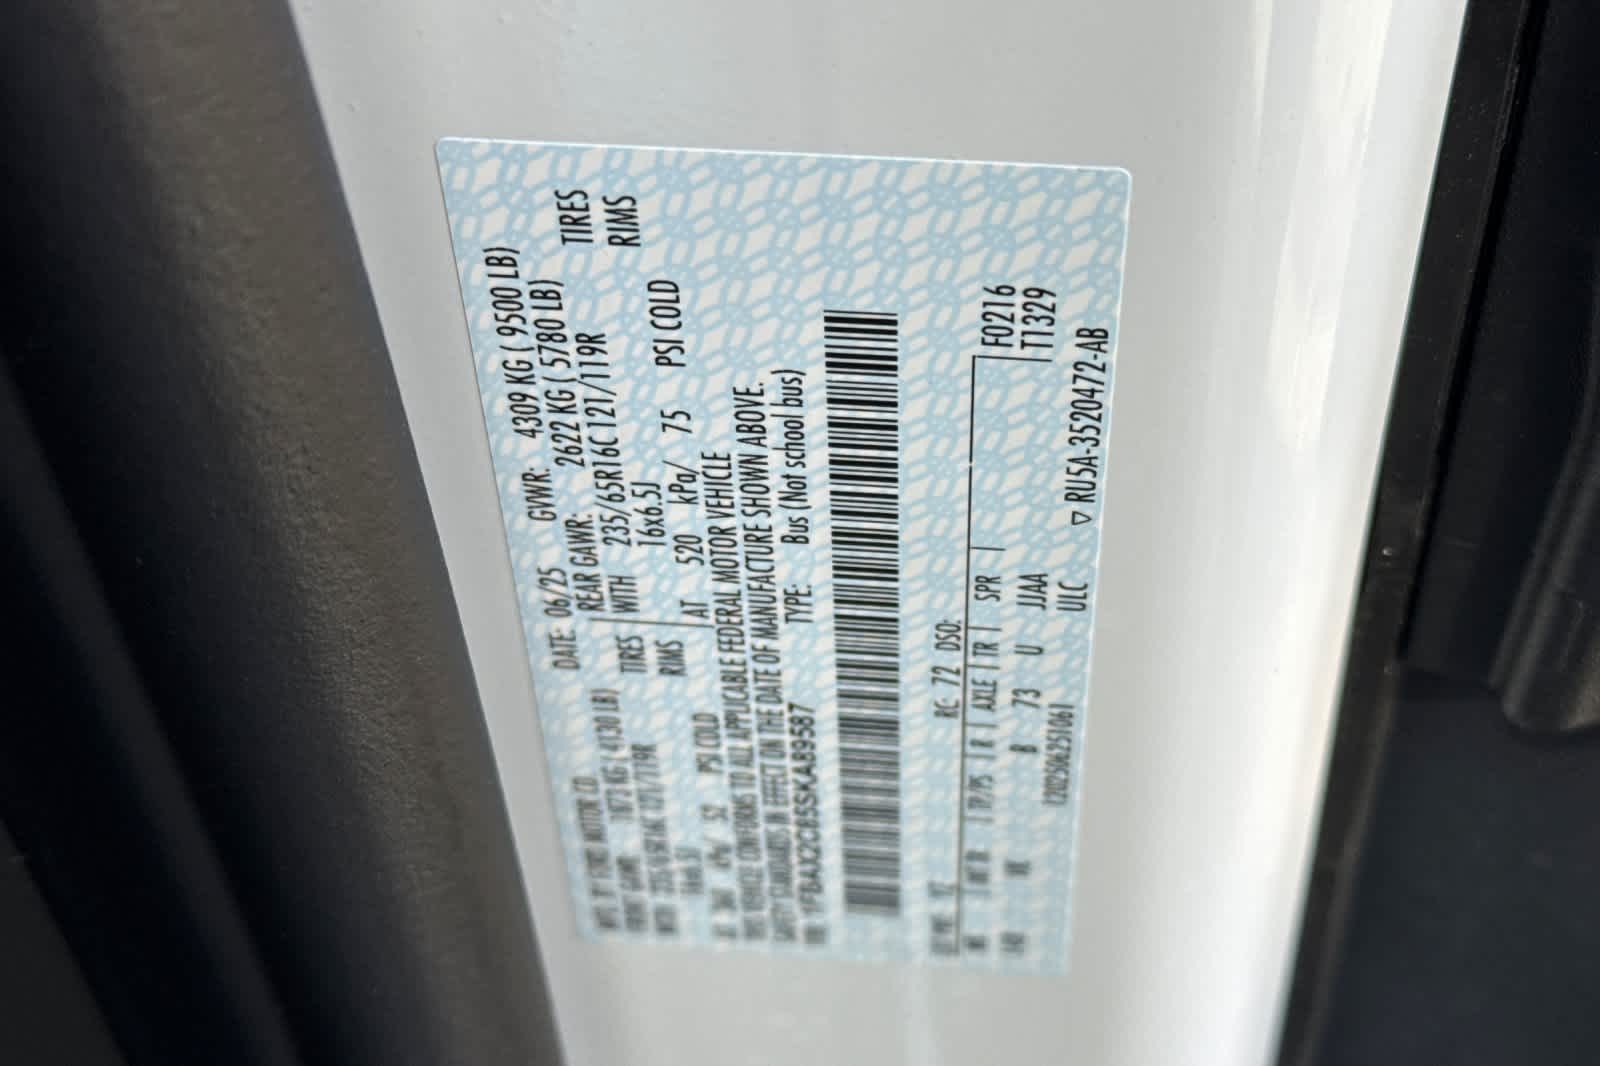 MFD. BY FORD MOTOR CO. DATE: 06/25 GVWR: 4309 KG ( 9500 LB)
FRONT GAWR: 1873 KG ( 4130 LB) REAR GAWR: 2622 KG ( 5780 LB)
WITH 235/65R16C 121/119R TIRES WITH 235/65R16C 121/119R TIRES
16x6.5J RIMS 16x6.5J RIMS
AT kPa/ 52 PSI COLD AT 520 kPa/ 75 PSI COLD
THIS VEHICLE CONFORMS TO ALL APPLICABLE FEDERAL MOTOR VEHICLE
SAFETY STANDARDS IN EFFECT ON THE DATE OF MANUFACTURE SHOWN ABOVE.
VIN: TYPE: Bus (Not school bus)
RC: 72 DSO:
WB TP/PS R AXLE TR SPR F0216
B 73 U JJAA T1329
ULC
▽ RU5A-3520472-AB